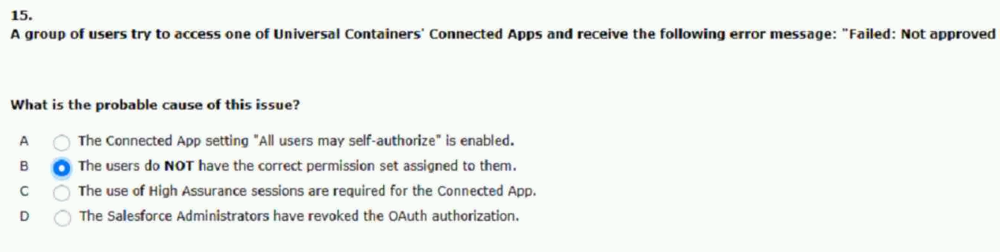 15.
A group of users try to access one of Universal Containers' Connected Apps and receive the following error message: "Failed: Not approved
What is the probable cause of this issue?
A The Connected App setting "All users may self-authorize" is enabled.
B The users do NOT have the correct permission set assigned to them.
C The use of High Assurance sessions are required for the Connected App.
D The Salesforce Administrators have revoked the OAuth authorization.